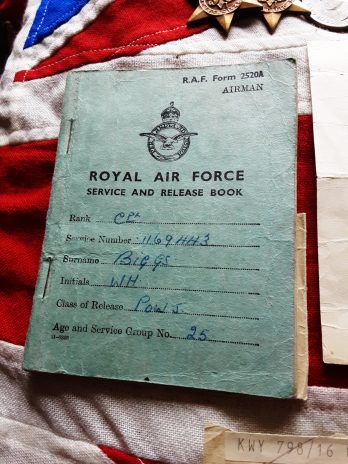 R.A.F. Form 2520A
AIRMAN
ROYAL AIR FORCE
SERVICE AND RELEASE BOOK
Rank CPL
Service Number 1169443
Surname BIGGS
Initials WH
Class of Release
Age and Service Group No. 25
KWY 798/16